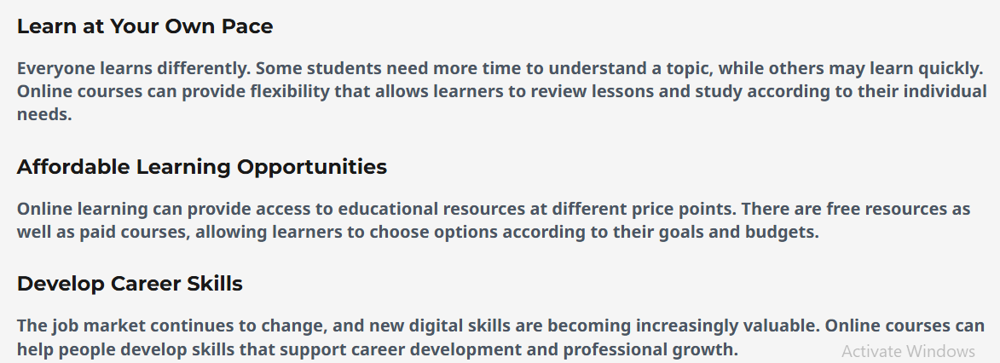 Learn at Your Own Pace
Everyone learns differently. Some students need more time to understand a topic, while others may learn quickly.
Online courses can provide flexibility that allows learners to review lessons and study according to their individual
needs.
Affordable Learning Opportunities
Online learning can provide access to educational resources at different price points. There are free resources as
well as paid courses, allowing learners to choose options according to their goals and budgets.
Develop Career Skills
The job market continues to change, and new digital skills are becoming increasingly valuable. Online courses can
help people develop skills that support career development and professional growth.
Activate Windows